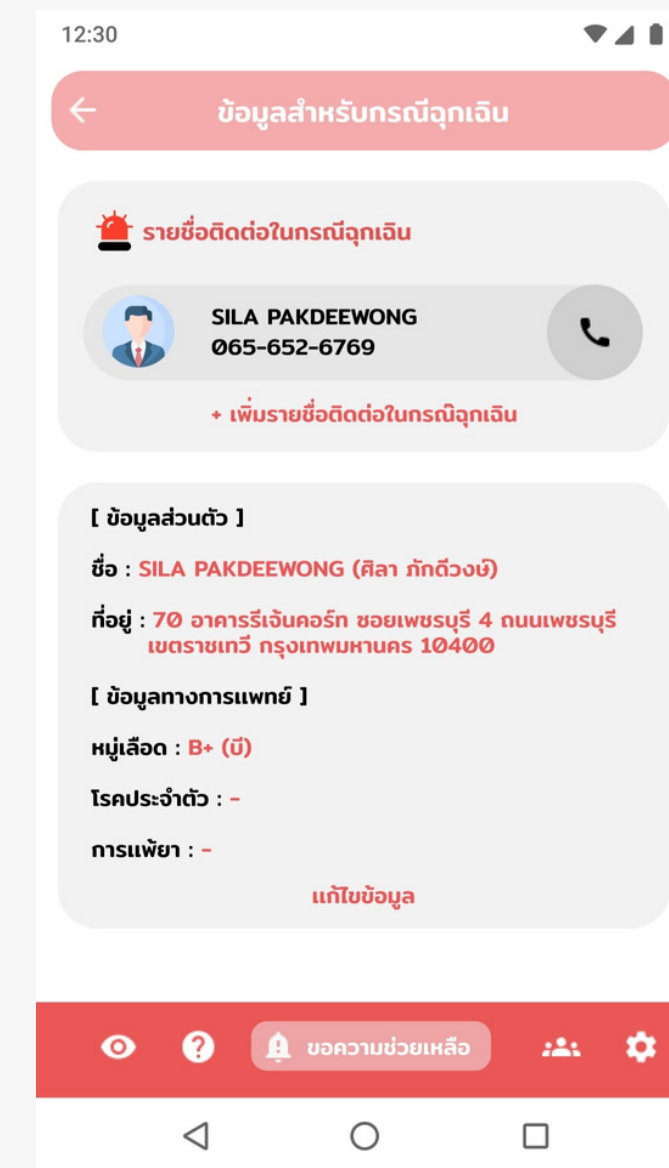 12:30
ข้อมูลสำหรับกรณีฉุกเฉิน
รายชื่อติดต่อในกรณีฉุกเฉิน
SILA PAKDEEWONG
065-652-6769
+ เพิ่มรายชื่อติดต่อในกรณ๊ฉุกเฉิน
[ ข้อมูลส่วนตัว ]
ชื่อ : SILA PAKDEEWONG (ศิลา ภักดีวงษ์)
ที่อยู่ : 70 อาคารรีเจ้นคอร์ท ซอยเพชรบุรี 4 ถนนเพชรบุรี
เขตราชเทวี กรุงเทพมหานคร 10400
[ ข้อมูลทางการแพทย์ ]
หมู่เลือด : B+ (บี)
โรคประจำตัว : -
การแพ้ยา : -
แก้ไขข้อมูล
ขอความช่วยเหลือ